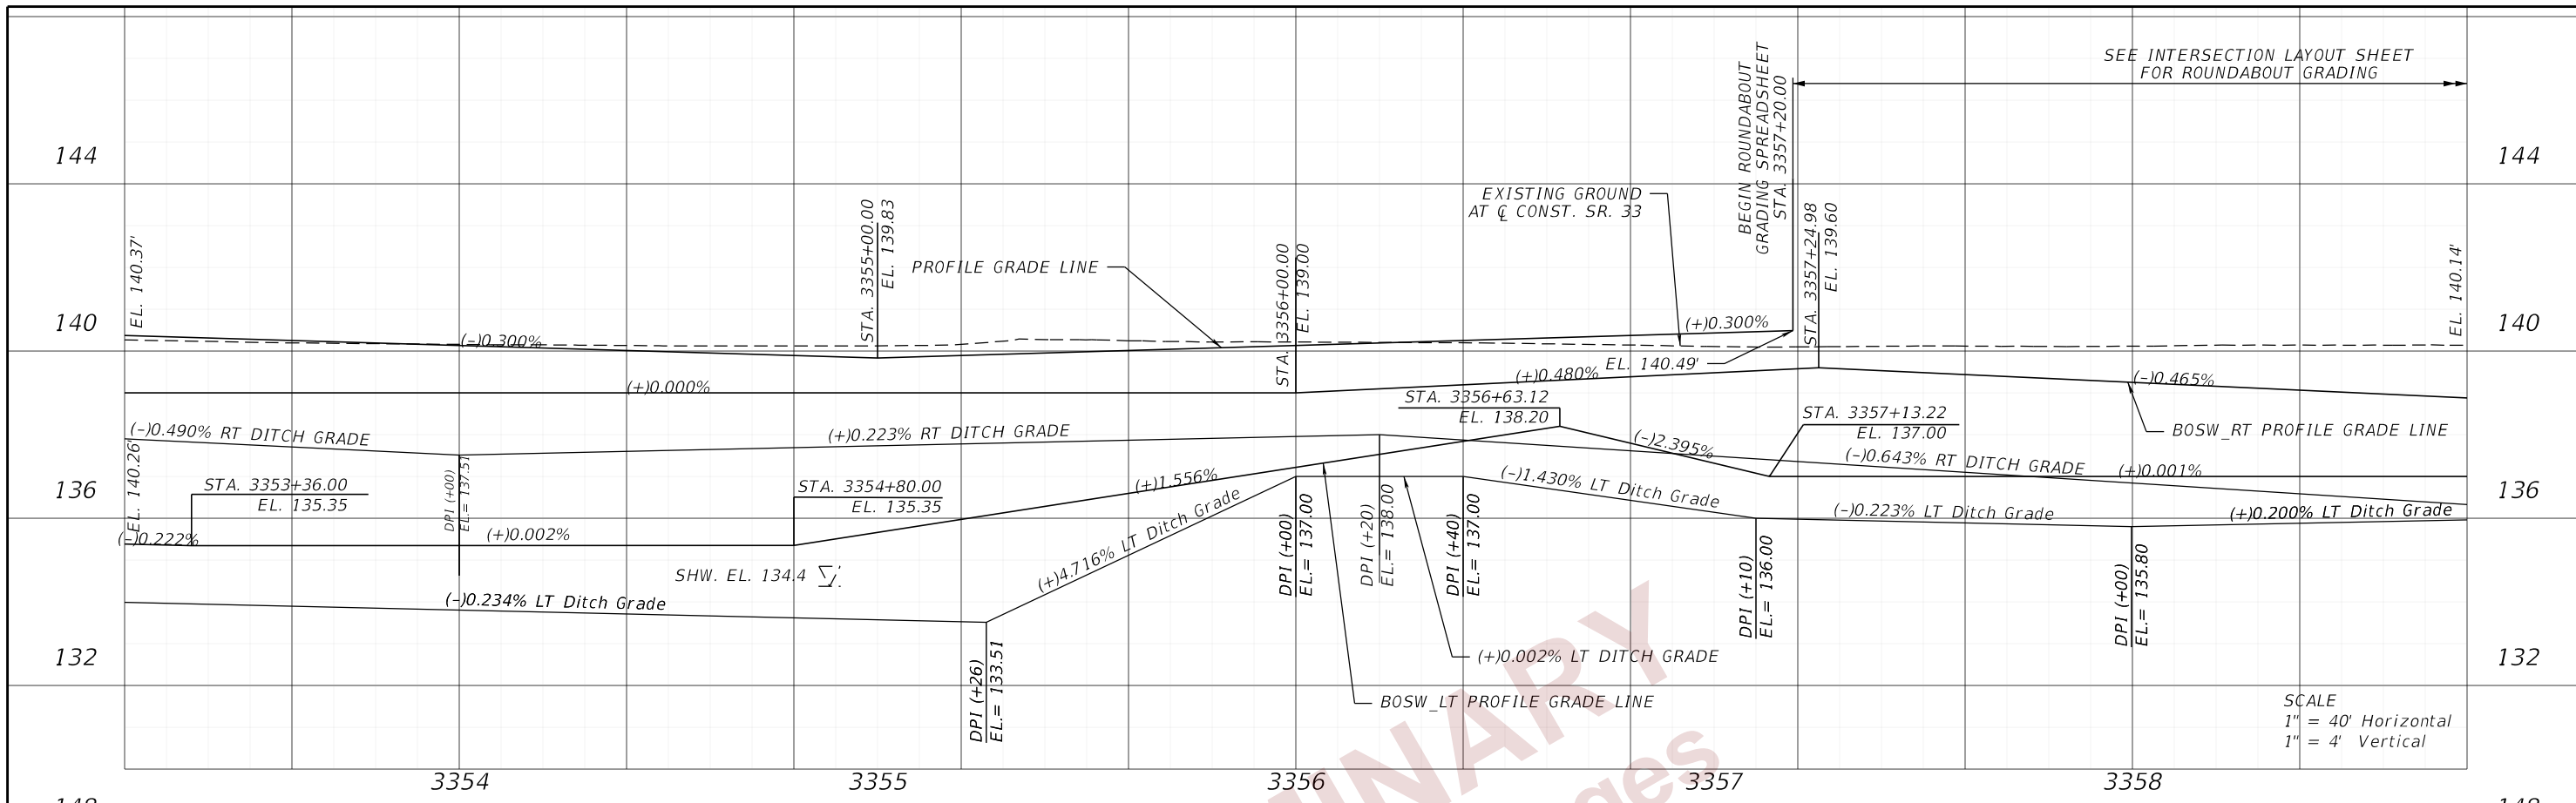 SEE INTERSECTION LAYOUT SHEET
FOR ROUNDABOUT GRADING
BEGIN ROUNDABOUT
GRADING SPREADSHEET
STA. 3357+20.00
144
144
EXISTING GROUND
AT ℄ CONST. SR. 33
STA. 3355+00.00
EL. 139.83
STA. 3357+24.98
EL. 139.60
EL. 140.37'
PROFILE GRADE LINE
STA. 3356+00.00
EL. 139.00
EL. 140.14'
140
140
(-)0.300%
(+)0.300%
EL. 140.49'
(+)0.000%
(+)0.480%
(-)0.465%
STA. 3356+63.12
EL. 138.20
STA. 3357+13.22
EL. 137.00
(-)0.490% RT DITCH GRADE
(+)0.223% RT DITCH GRADE
(-)2.395%
BOSW_RT PROFILE GRADE LINE
(-)0.643% RT DITCH GRADE
(+)0.001%
EL. 140.26'
136
136
STA. 3353+36.00
EL. 135.35
DPI (+00)
EL.= 137.51
STA. 3354+80.00
EL. 135.35
(+)1.556%
(-)1.430% LT Ditch Grade
(-)0.223% LT Ditch Grade
(+)0.200% LT Ditch Grade
(-)0.222%
(+)0.002%
(+)4.716% LT Ditch Grade
DPI (+00)
EL.= 137.00
DPI (+20)
EL.= 138.00
DPI (+40)
EL.= 137.00
DPI (+10)
EL.= 136.00
DPI (+00)
EL.= 135.80
SHW. EL. 134.4
(-)0.234% LT Ditch Grade
132
132
DPI (+26)
EL.= 133.51
(+)0.002% LT DITCH GRADE
BOSW_LT PROFILE GRADE LINE
SCALE
1" = 40' Horizontal
1" = 4' Vertical
3354
3355
3356
3357
3358